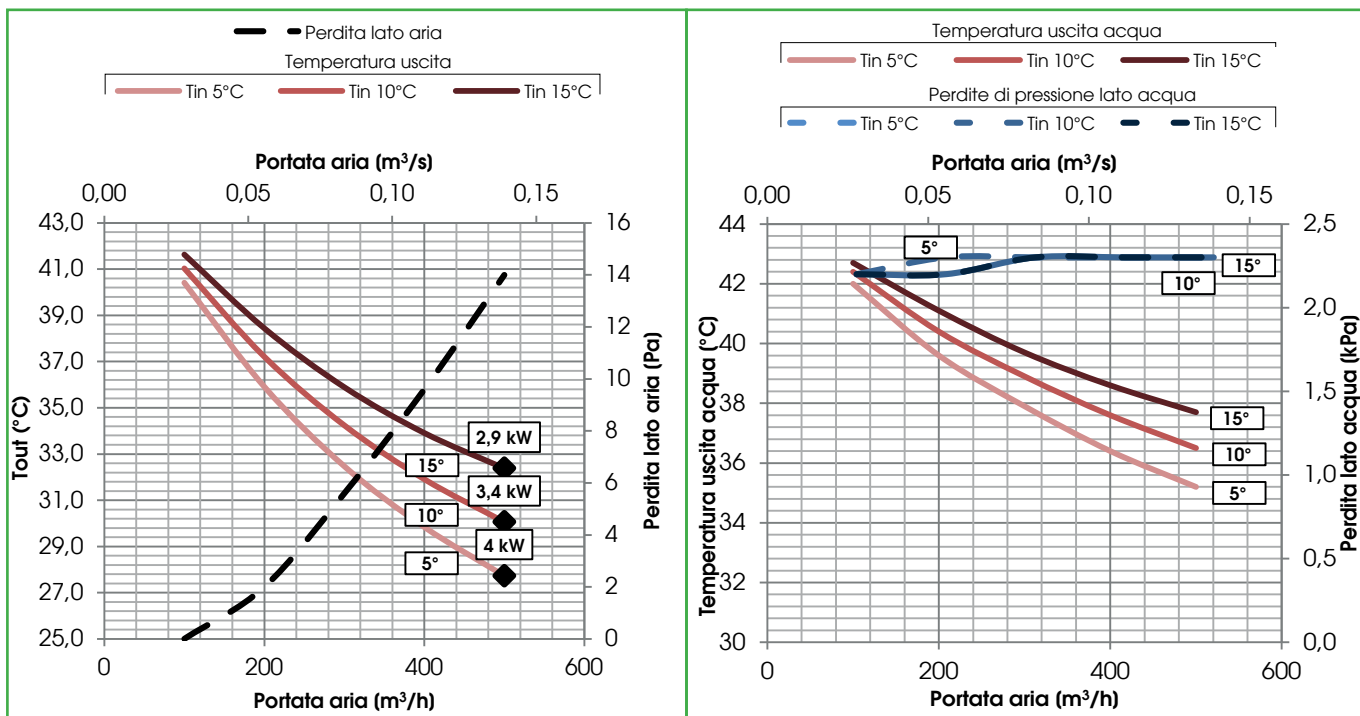 Perdita lato aria
Temperatura uscita
Tin 5°C Tin 10°C Tin 15°C
Portata aria (m³/s)
0,00 0,05 0,10 0,15
43,0
41,0
39,0
37,0
35,0
33,0
31,0
29,0
27,0
25,0
Tout (°C)
16
14
12
10
8
6
4
2
0
Perdita lato aria (Pa)
2,9 kW
15°
3,4 kW
10°
4 kW
5°
0 200 400 600
Portata aria (m³/h)
Temperatura uscita acqua
Tin 5°C Tin 10°C Tin 15°C
Perdite di pressione lato acqua
Tin 5°C Tin 10°C Tin 15°C
Portata aria (m³/s)
0,00 0,05 0,10 0,15
44
42
40
38
36
34
32
30
Temperatura uscita acqua (°C)
2,5
2,0
1,5
1,0
0,5
0,0
Perdita lato acqua (kPa)
5°
15°
10°
15°
10°
5°
0 200 400 600
Portata aria (m³/h)